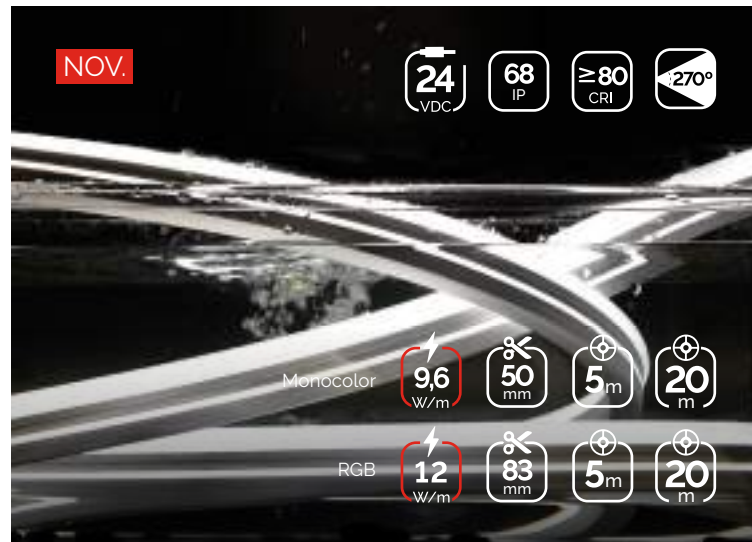 NOV.
24 VDC
68 IP
≥80 CRI
270º
Monocolor
9,6 W/m
50 mm
5m
20 m
RGB
12 W/m
83 mm
5m
20 m